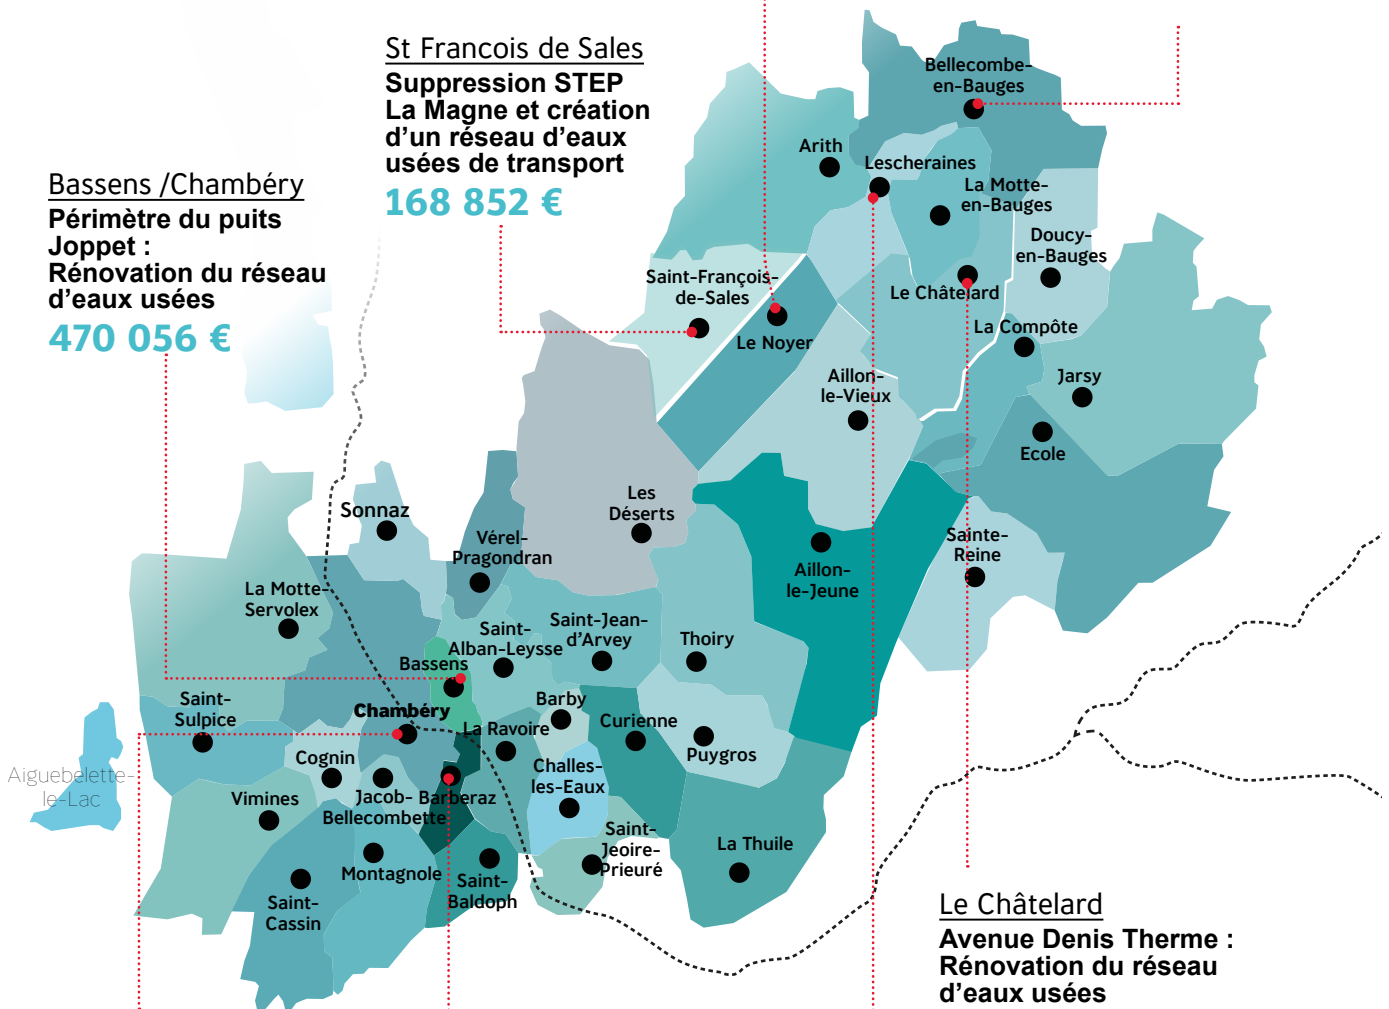 St Francois de Sales
Suppression STEP
La Magne et création
d'un réseau d'eaux
usées de transport
168 852 €
Bassens /Chambéry
Périmètre du puits
Joppet :
Rénovation du réseau
d'eaux usées
470 056 €
Bellecombe-
en-Bauges
Arith
Lescheraines
La Motte-
en-Bauges
Doucy-
en-Bauges
Saint-François-
de-Sales
Le Châtelard
La Compôte
Le Noyer
Aillon-
le-Vieux
Jarsy
Ecole
Les
Déserts
Sonnaz
Vérel-
Pragondran
Sainte-
Reine
Aillon-
le-Jeune
La Motte-
Servolex
Saint-
Alban-Leysse
Saint-Jean-
d'Arvey
Thoiry
Bassens
Saint-
Sulpice
Chambéry
Barby
La Ravoire
Curienne
Puygros
Cognin
Challes-
les-Eaux
Aiguebelette-
le-Lac
Vimines
Jacob-
Bellecombette
Barberaz
Saint-
Jeoire-
Prieuré
La Thuile
Montagnole
Saint-
Baldoph
Saint-
Cassin
Le Châtelard
Avenue Denis Therme :
Rénovation du réseau
d'eaux usées